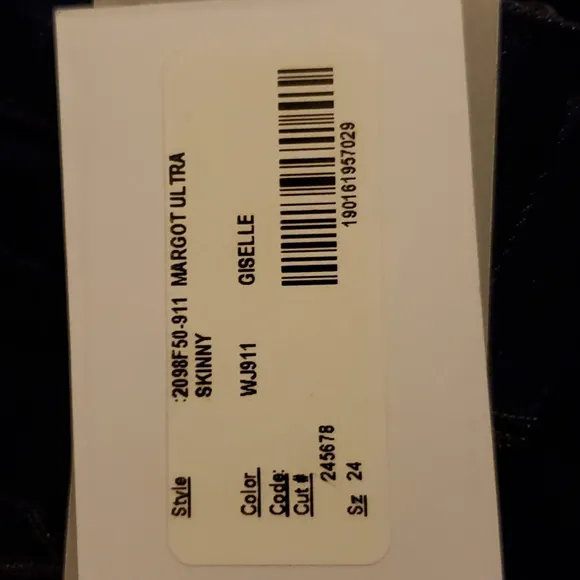 Style :2098F50-911 MARGOT ULTRA
SKINNY
Color WJ911 GISELLE
Code:
Cut #
245678
Sz 24
190161957029